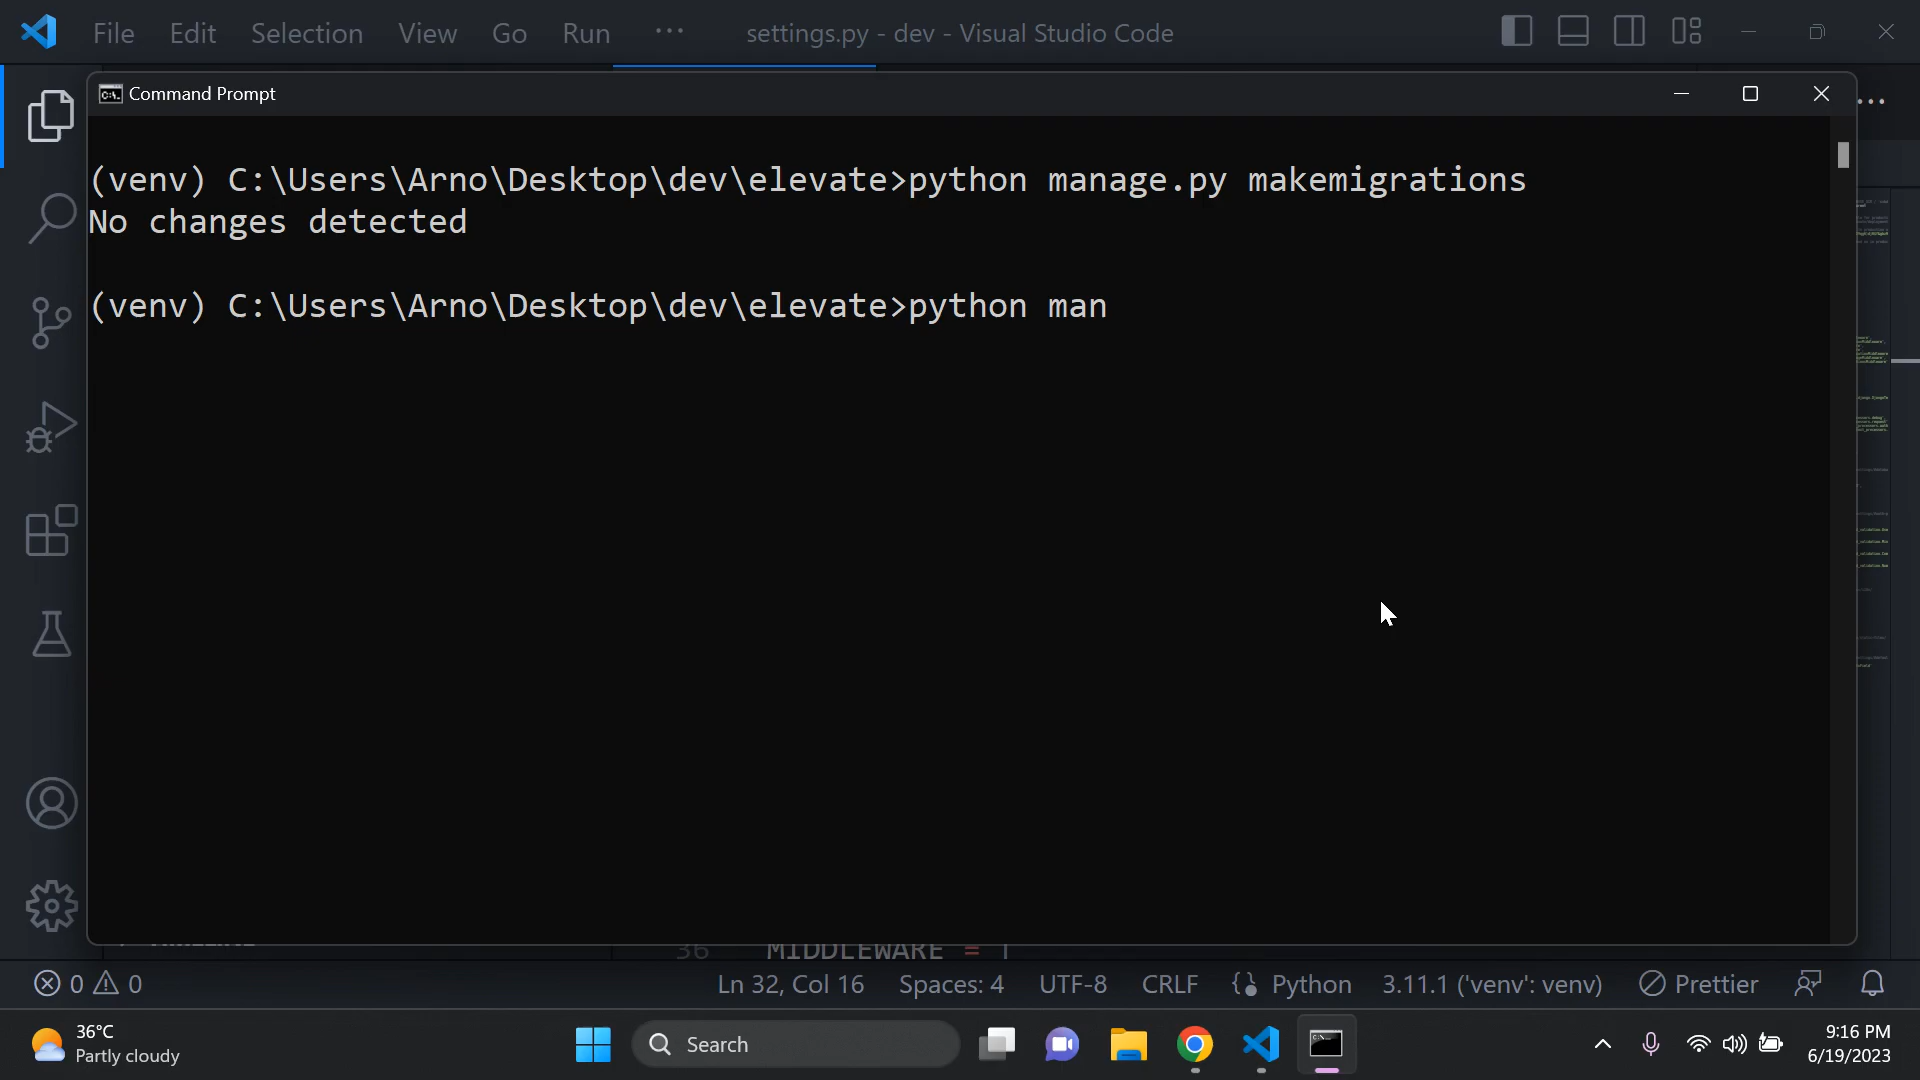 File Edit Selection View Go Run ··· settings.py - dev - Visual Studio Code
Command Prompt
(venv) C:\Users\Arno\Desktop\dev\elevate>python manage.py makemigrations
No changes detected
(venv) C:\Users\Arno\Desktop\dev\elevate>python man
36 MIDDLEWARE = [
0 0 Ln 32, Col 16 Spaces: 4 UTF-8 CRLF Python 3.11.1 ('venv': venv) Prettier
36°C
Partly cloudy
Search
9:16 PM
6/19/2023